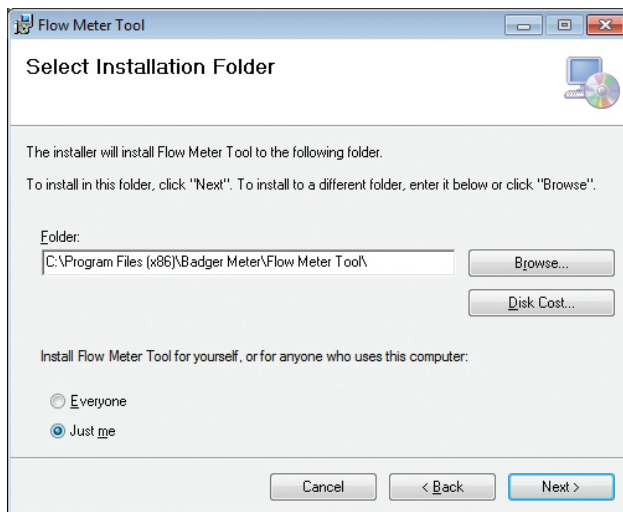 Flow Meter Tool
Select Installation Folder
The installer will install Flow Meter Tool to the following folder.
To install in this folder, click "Next". To install to a different folder, enter it below or click "Browse".
Folder:
C:\Program Files (x86)\Badger Meter\Flow Meter Tool\
Browse...
Disk Cost...
Install Flow Meter Tool for yourself, or for anyone who uses this computer:
Everyone
Just me
Cancel
< Back
Next >